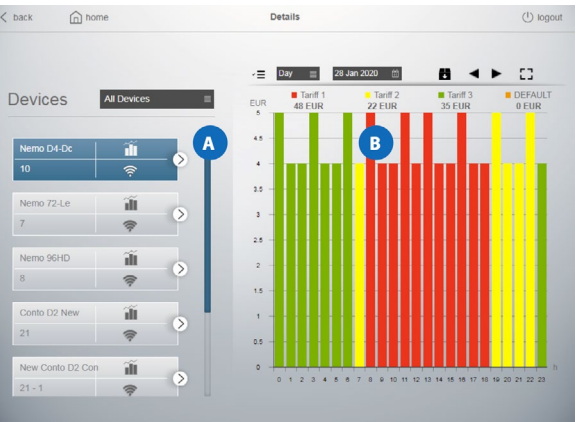 back
home
Details
logout
Day
28 Jan 2020
Devices
All Devices
EUR
Tariff 1
48 EUR
Tariff 2
22 EUR
Tariff 3
35 EUR
DEFAULT
0 EUR
A
B
Nemo D4-Dc
10
Nemo 72-Le
7
Nemo 96HD
8
Conto D2 New
21
New Conto D2 Con
21 - 1
5
4.5
4
3.5
3
2.5
2
1.5
1
0.5
0
0 1 2 3 4 5 6 7 8 9 10 11 12 13 14 15 16 17 18 19 20 21 22 23
h